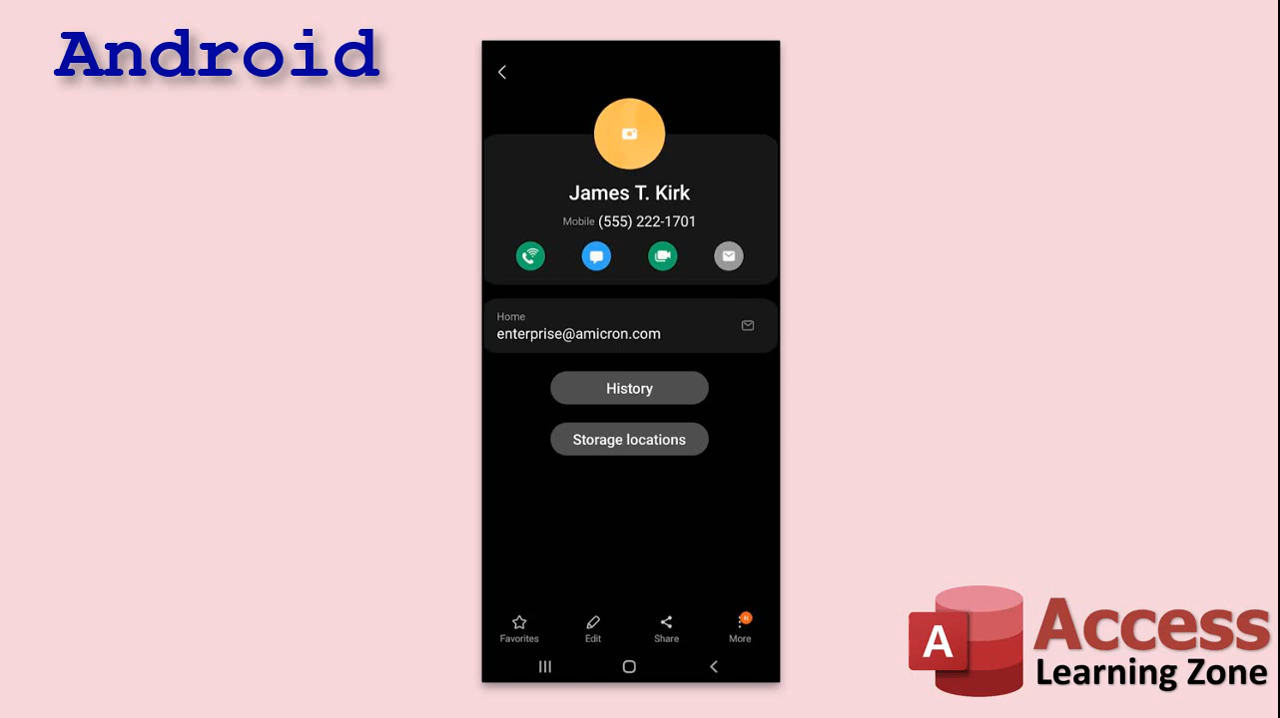 Android
James T. Kirk
Mobile (555) 222-1701
Home
enterprise@amicron.com
History
Storage locations
N
Favorites Edit Share More
A
Access
Learning Zone